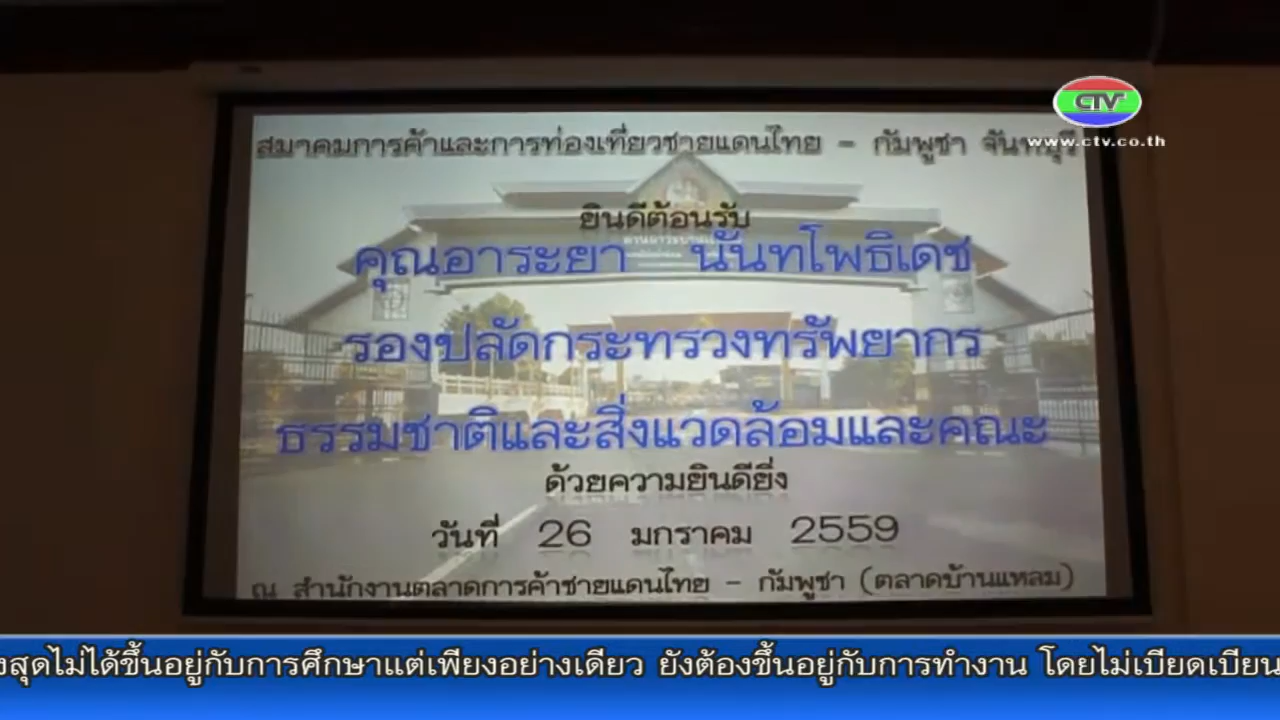 CTV
www.ctv.co.th
สมาคมการค้าและการท่องเที่ยวชายแดนไทย - กัมพูชา จันทบุรี
ยินดีต้อนรับ
คุณอาระยา นันทโพธิเดช
รองปลัดกระทรวงทรัพยากร
ธรรมชาติและสิ่งแวดล้อมและคณะ
ด้วยความยินดียิ่ง
วันที่ 26 มกราคม 2559
ณ สำนักงานตลาดการค้าชายแดนไทย - กัมพูชา (ตลาดบ้านแหลม)
งสุดไม่ได้ขึ้นอยู่กับการศึกษาแต่เพียงอย่างเดียว ยังต้องขึ้นอยู่กับการทำงาน โดยไม่เบียดเบียน